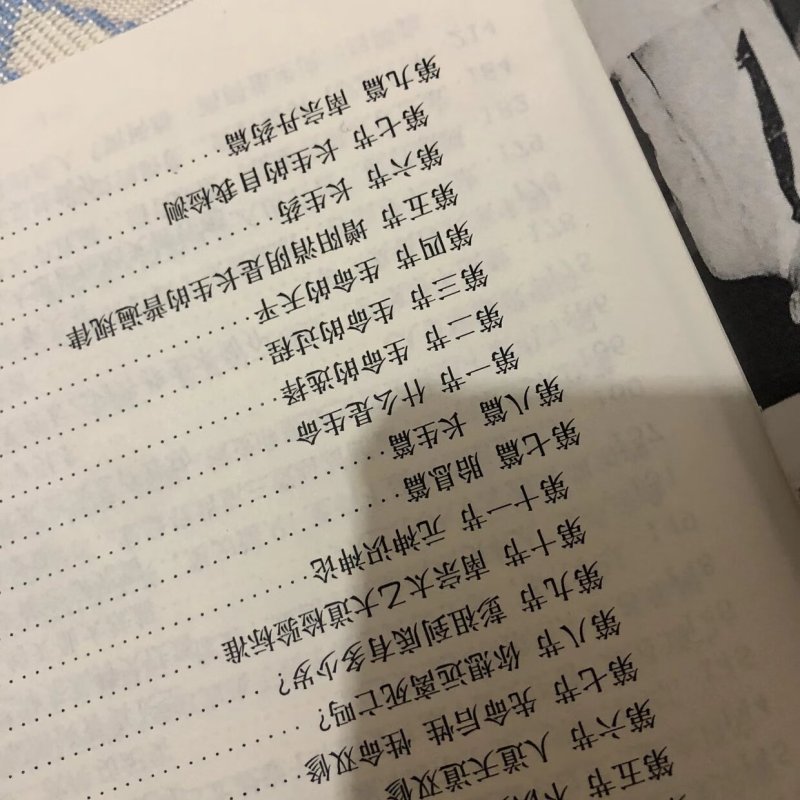 第五节
第六节 人道天道双修
第七节 先命后性 性命双修
第八节 你想远离死亡吗?
第九节 彭祖到底有多少岁?
第十节 南宗太乙大道检验标准
第十一节 元神识神论
第七篇 胎息篇
第八篇 长生篇
第一节 什么是生命
第二节 生命的选择
第三节 生命的过程
第四节 生命的天平
第五节 增阳消阴是长生的普遍规律
第六节 长生药
第七节 长生的自我检测
第九篇 南宗丹药篇